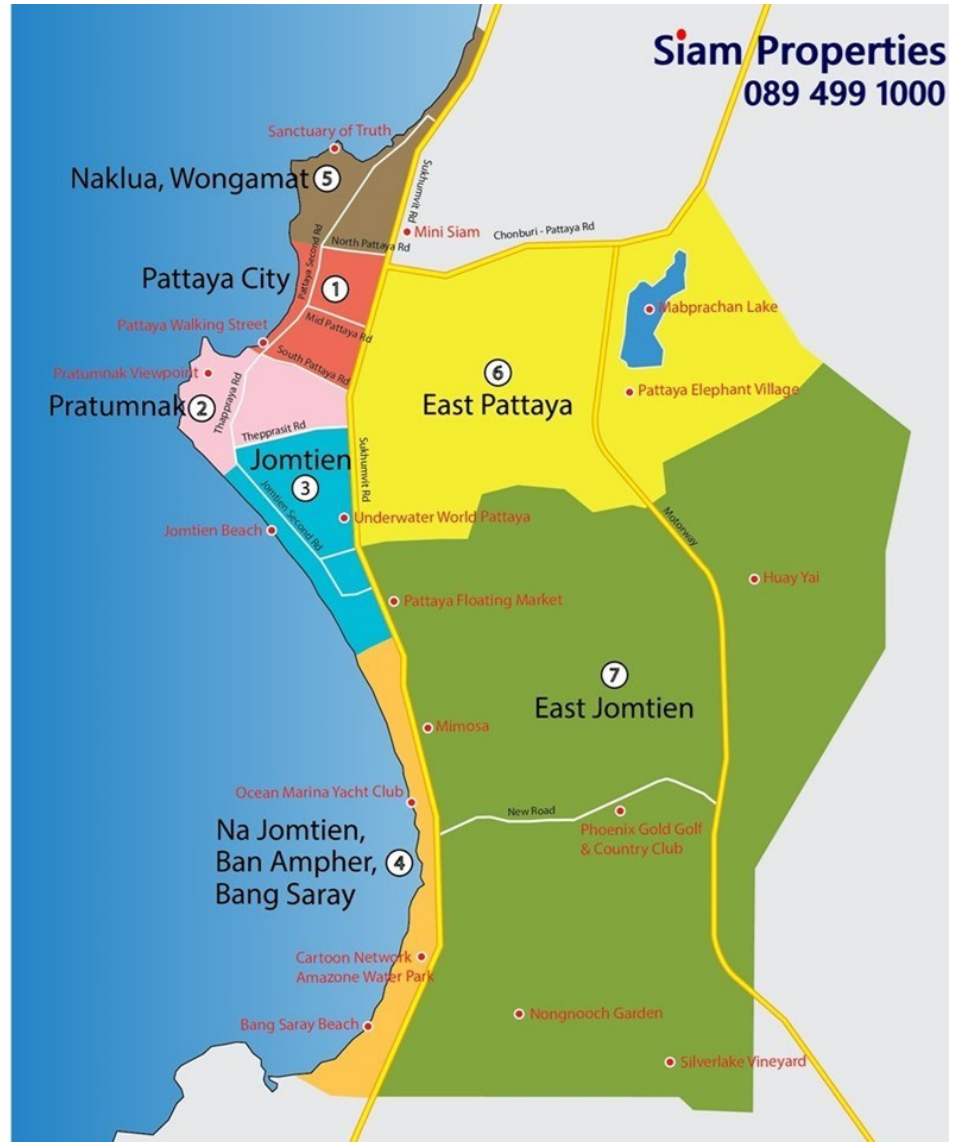 Siam Properties
089 499 1000
Sanctuary of Truth
Naklua, Wongamat 5
Sukhumvit Rd
Mini Siam
Chonburi - Pattaya Rd
North Pattaya Rd
Pattaya Second Rd
Pattaya City
1
Mabprachan Lake
Mid Pattaya Rd
Pattaya Walking Street
South Pattaya Rd
Pratumnak Viewpoint
6
East Pattaya
Pattaya Elephant Village
Pratumnak 2
Thappraya Rd
Thepprasit Rd
Jomtien
3
Sukhumvit Rd
Jomtien Second Rd
Underwater World Pattaya
Jomtien Beach
Motorway
Huay Yai
Pattaya Floating Market
7
East Jomtien
Mimosa
Ocean Marina Yacht Club
New Road
Phoenix Gold Golf
& Country Club
Na Jomtien,
Ban Ampher, 4
Bang Saray
Cartoon Network
Amazone Water Park
Bang Saray Beach
Nongnooch Garden
Silverlake Vineyard